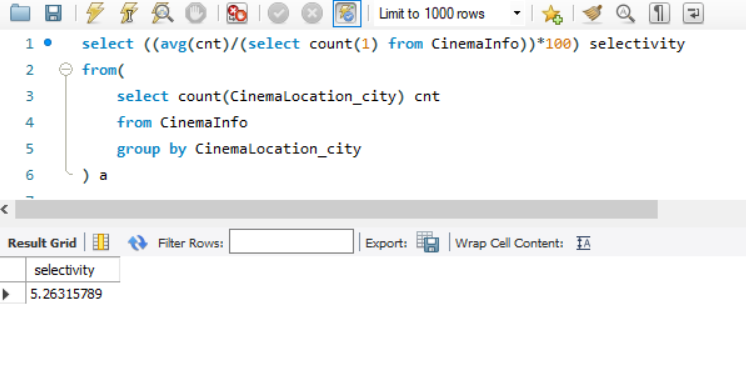 Limit to 1000 rows
1 select ((avg(cnt)/(select count(1) from CinemaInfo))*100) selectivity
2 from(
3 select count(CinemaLocation_city) cnt
4 from CinemaInfo
5 group by CinemaLocation_city
6 ) a
Result Grid Filter Rows: Export: Wrap Cell Content:
selectivity
5.26315789